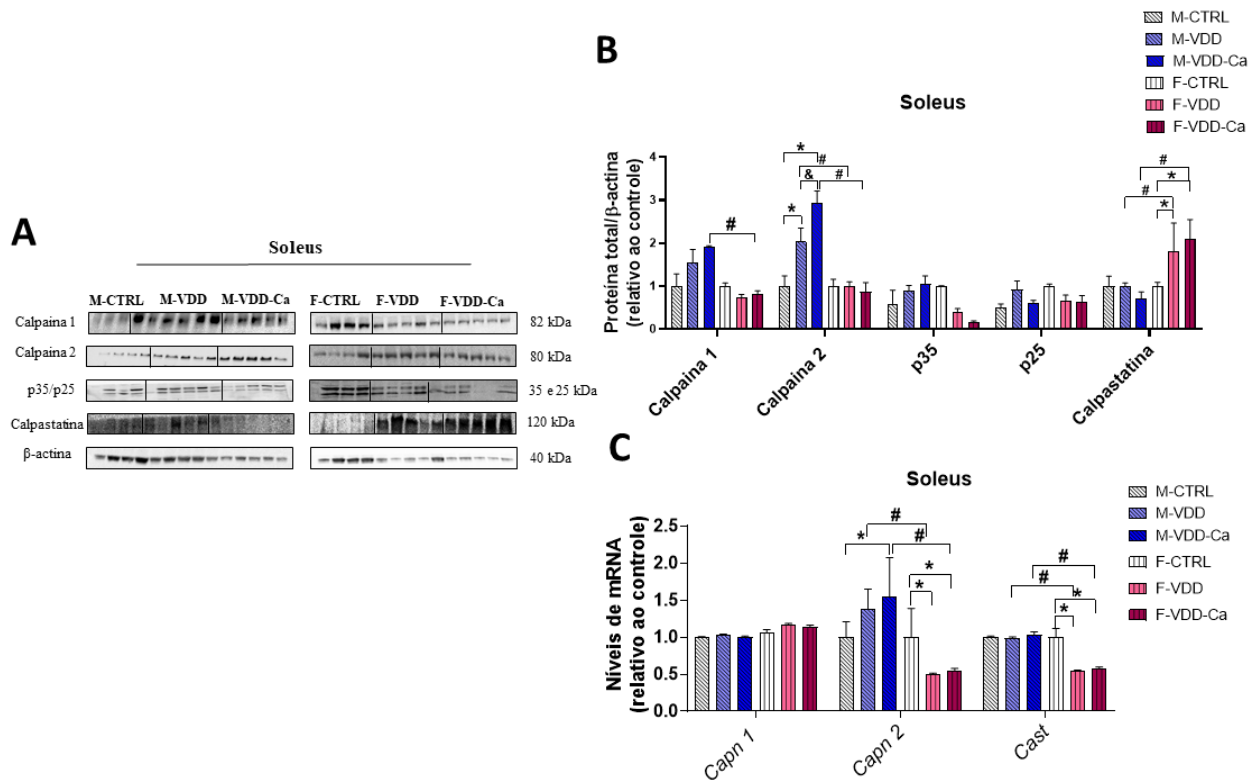 A
Soleus
M-CTRL M-VDD M-VDD-Ca F-CTRL F-VDD F-VDD-Ca
Calpaina 1 82 kDa
Calpaina 2 80 kDa
p35/p25 35 e 25 kDa
Calpastatina 120 kDa
β-actina 40 kDa
B
M-CTRL
M-VDD
M-VDD-Ca
F-CTRL
F-VDD
F-VDD-Ca
Soleus
Proteína total/β-actina
(relativo ao controle)
4
3
2
1
0
#
*
*
#
&
#
#
*
#
*
Calpaina 1
Calpaina 2
p35
p25
Calpastatina
C
Soleus
M-CTRL
M-VDD
M-VDD-Ca
F-CTRL
F-VDD
F-VDD-Ca
Níveis de mRNA
(relativo ao controle)
2.5
2.0
1.5
1.0
0.5
0.0
*
#
#
*
*
#
#
*
*
Capn 1
Capn 2
Cast